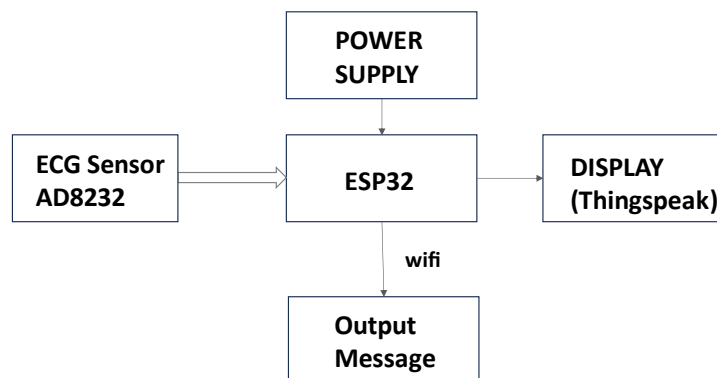 POWER
SUPPLY
ECG Sensor
AD8232
ESP32
DISPLAY
(Thingspeak)
wifi
Output
Message